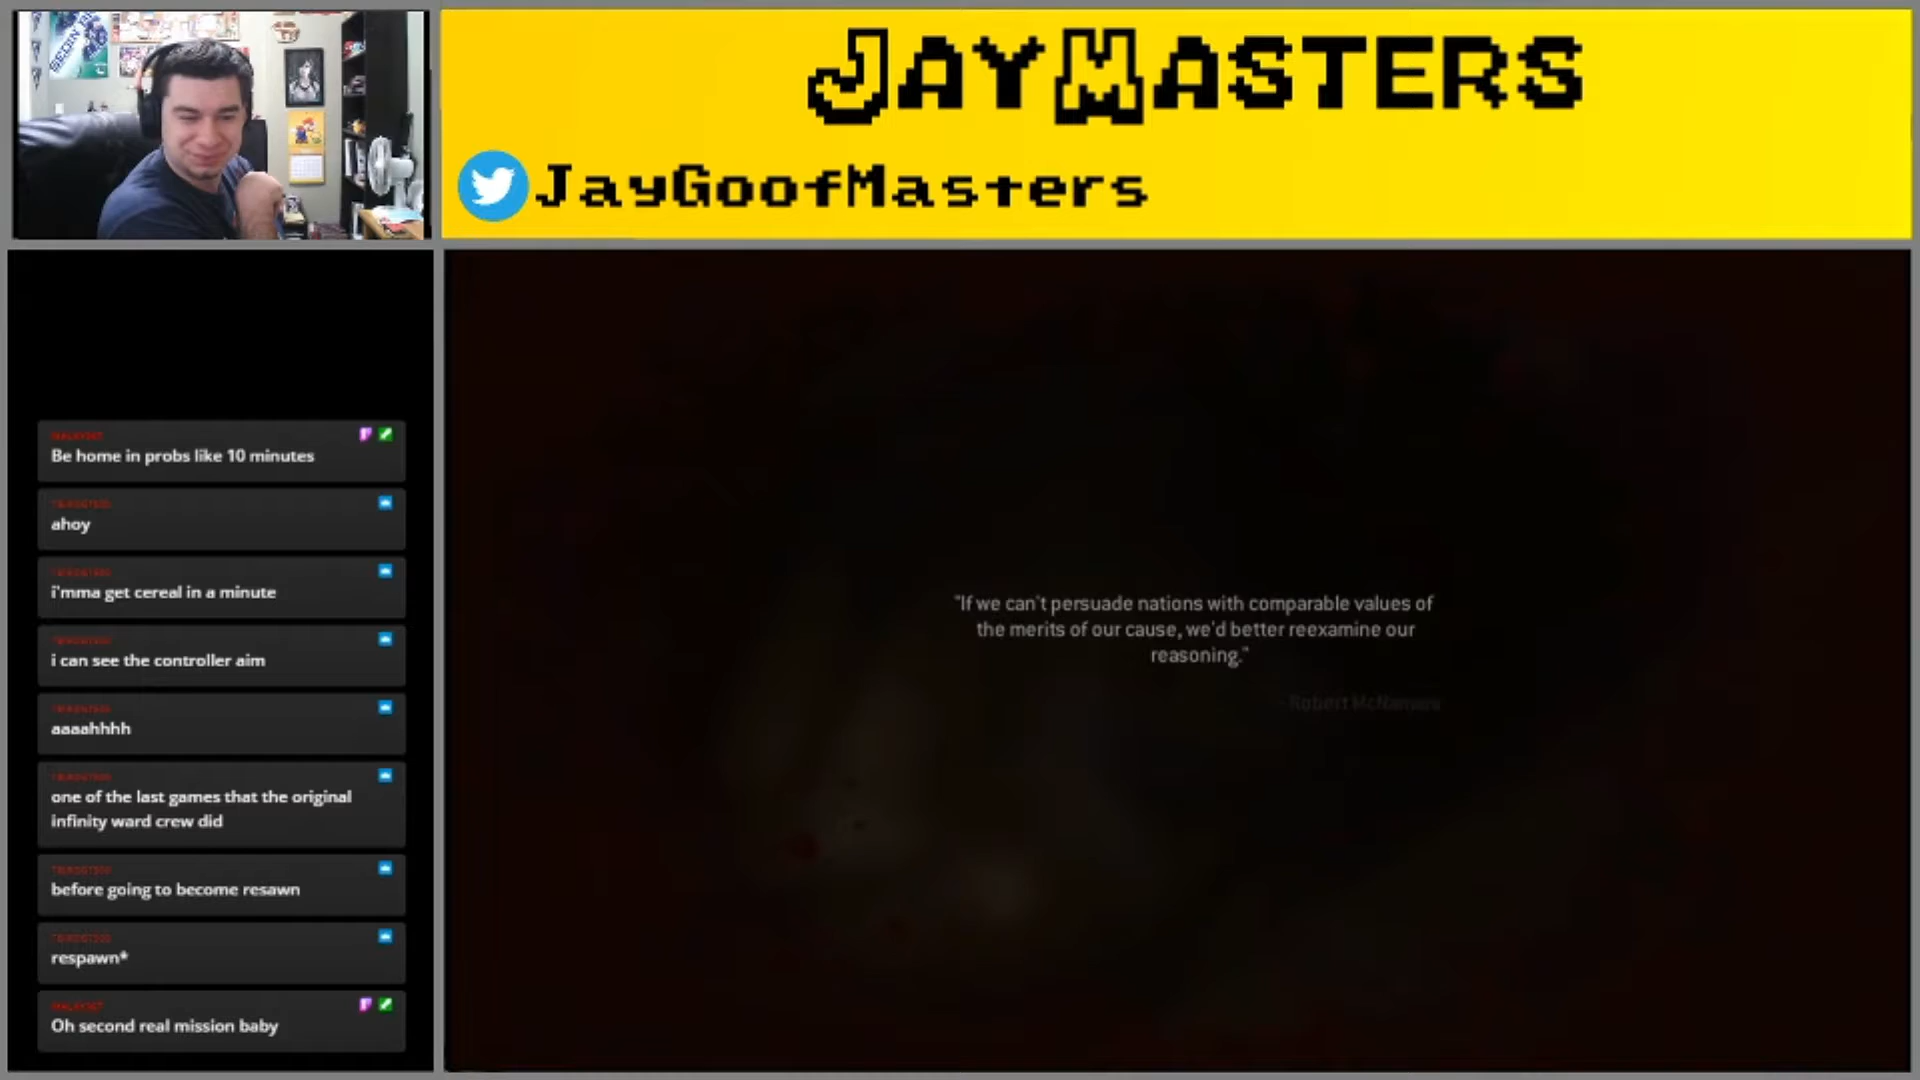 JAYMASTERS
JayGoofMasters
Be home in probs like 10 minutes
ahoy
i'mma get cereal in a minute
i can see the controller aim
aaaahhhh
one of the last games that the original
infinity ward crew did
before going to become resawn
respawn*
Oh second real mission baby
"If we can't persuade nations with comparable values of
the merits of our cause, we'd better reexamine our
reasoning."
- Robert McNamara